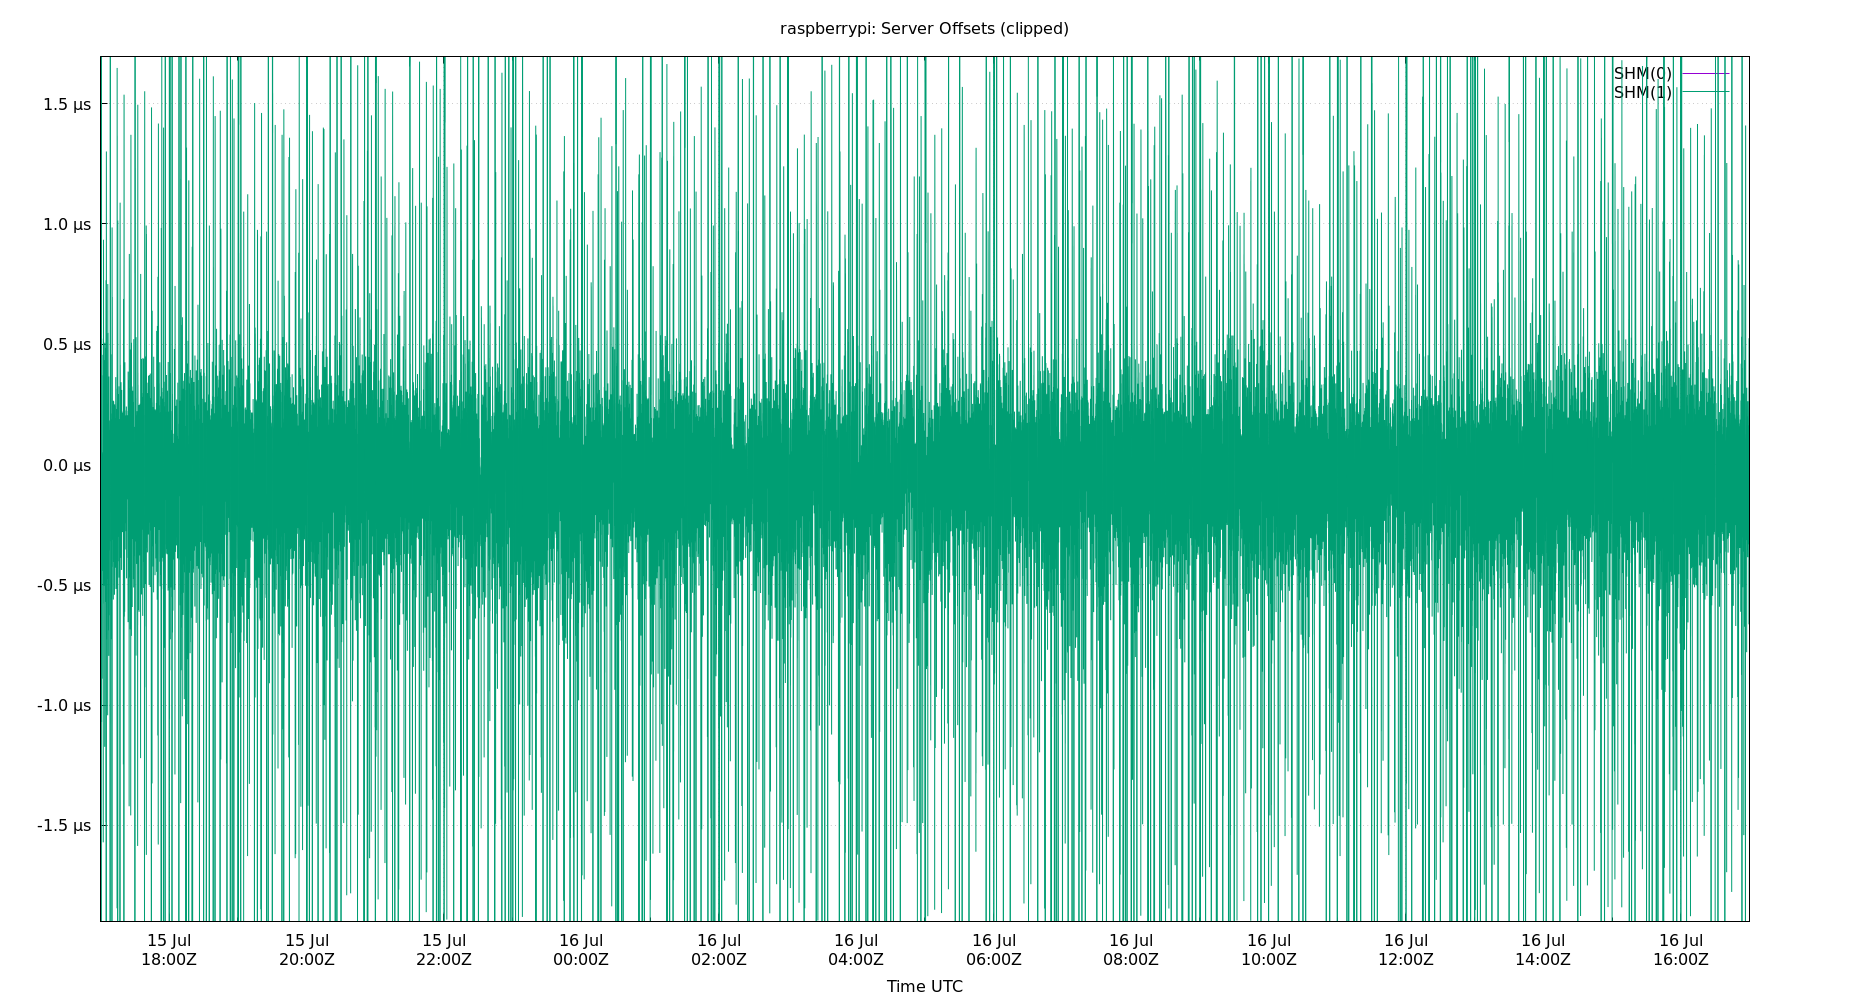 raspberrypi: Server Offsets (clipped)
SHM(0)
SHM(1)
1.5 µs
1.0 µs
0.5 µs
0.0 µs
-0.5 µs
-1.0 µs
-1.5 µs
15 Jul 15 Jul 15 Jul 16 Jul 16 Jul 16 Jul 16 Jul 16 Jul 16 Jul 16 Jul 16 Jul 16 Jul
18:00Z 20:00Z 22:00Z 00:00Z 02:00Z 04:00Z 06:00Z 08:00Z 10:00Z 12:00Z 14:00Z 16:00Z
Time UTC